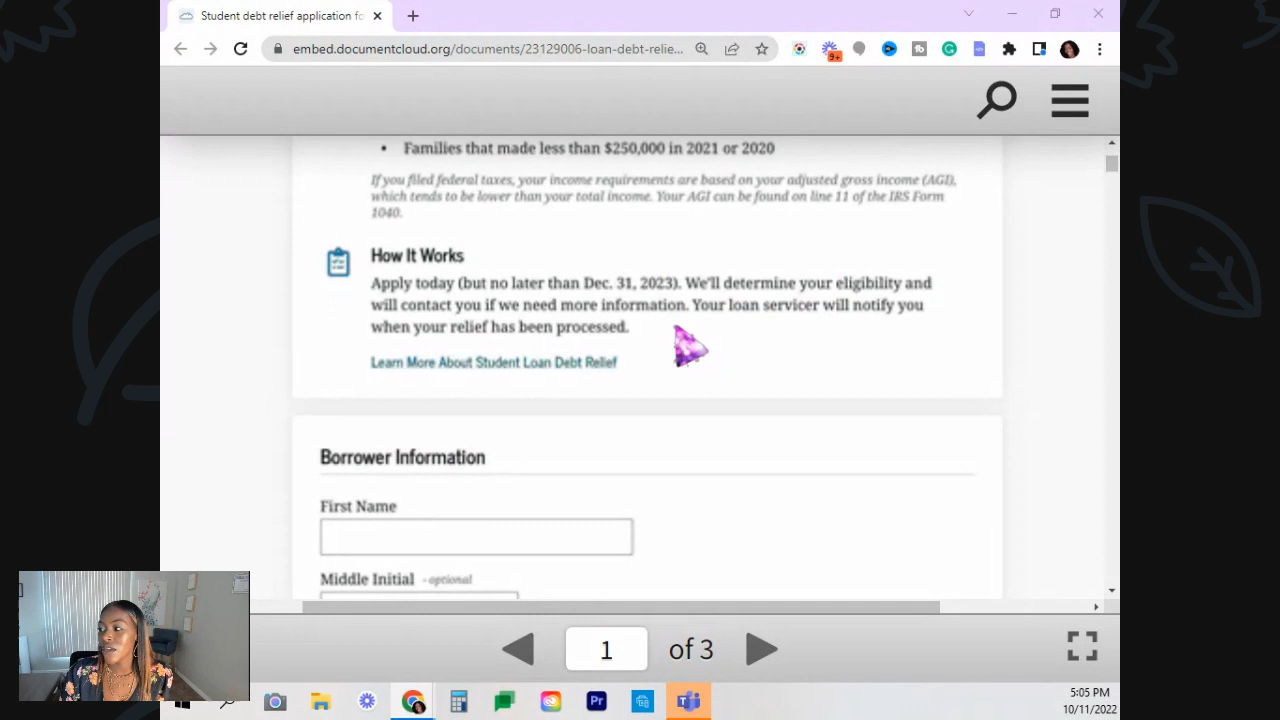 Student debt relief application fo
embed.documentcloud.org/documents/23129006-loan-debt-relie...
9+
• Families that made less than $250,000 in 2021 or 2020
If you filed federal taxes, your income requirements are based on your adjusted gross income (AGI),
which tends to be lower than your total income. Your AGI can be found on line 11 of the IRS Form
1040.
How It Works
Apply today (but no later than Dec. 31, 2023). We'll determine your eligibility and
will contact you if we need more information. Your loan servicer will notify you
when your relief has been processed.
Learn More About Student Loan Debt Relief
Borrower Information
First Name
Middle Initial - optional
1 of 3
Pr
5:05 PM
10/11/2022